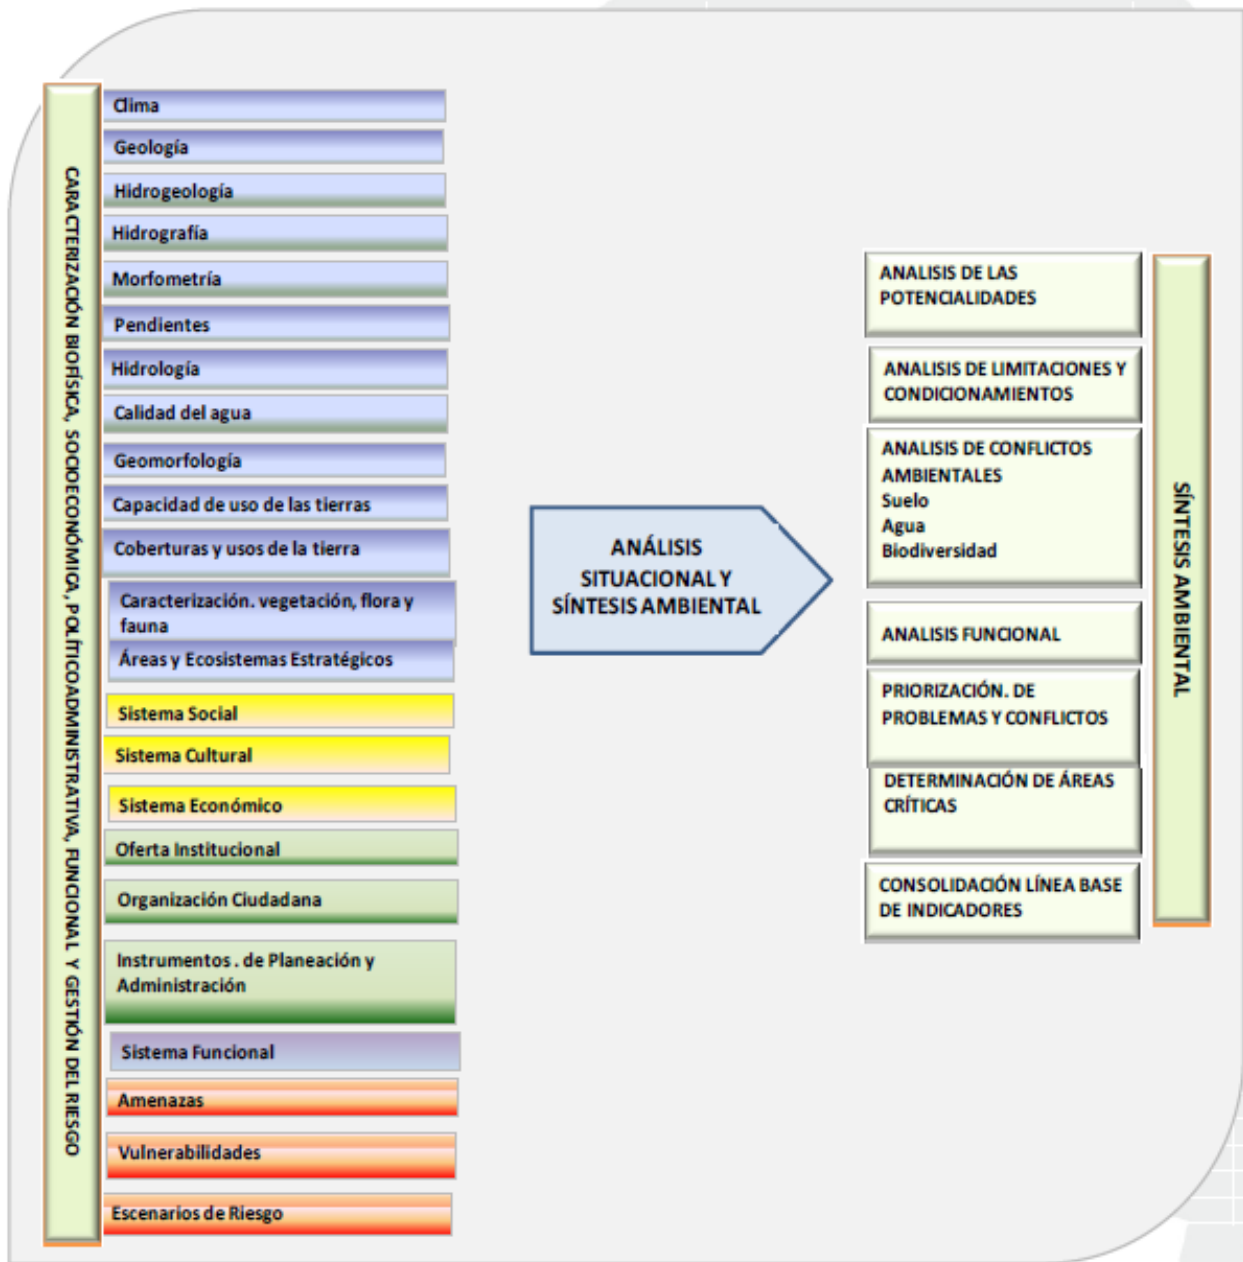 CARACTERIZACIÓN BIOFÍSICA, SOCIOECONÓMICA, POLÍTICOADMINISTRATIVA, FUNCIONAL Y GESTIÓN DEL RIESGO
Clima
Geología
Hidrogeología
Hidrografía
Morfometría
Pendientes
Hidrología
Calidad del agua
Geomorfología
Capacidad de uso de las tierras
Coberturas y usos de la tierra
Caracterización. vegetación, flora y
fauna
Áreas y Ecosistemas Estratégicos
Sistema Social
Sistema Cultural
Sistema Económico
Oferta Institucional
Organización Ciudadana
Instrumentos . de Planeación y
Administración
Sistema Funcional
Amenazas
Vulnerabilidades
Escenarios de Riesgo
ANÁLISIS
SITUACIONAL Y
SÍNTESIS AMBIENTAL
ANALISIS DE LAS
POTENCIALIDADES
ANALISIS DE LIMITACIONES Y
CONDICIONAMIENTOS
ANALISIS DE CONFLICTOS
AMBIENTALES
Suelo
Agua
Biodiversidad
ANALISIS FUNCIONAL
PRIORIZACIÓN. DE
PROBLEMAS Y CONFLICTOS
DETERMINACIÓN DE ÁREAS
CRÍTICAS
CONSOLIDACIÓN LÍNEA BASE
DE INDICADORES
SÍNTESIS AMBIENTAL